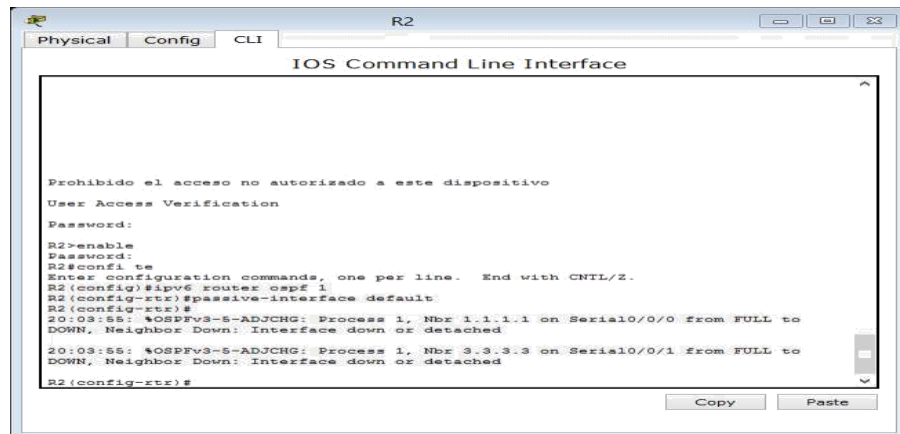 R2
Physical Config CLI
IOS Command Line Interface
Prohibido el acceso no autorizado a este dispositivo
User Access Verification
Password:
R2>enable
Password:
R2#confi te
Enter configuration commands, one per line. End with CNTL/Z.
R2(config)#ipv6 router ospf 1
R2(config-rtr)#passive-interface default
R2(config-rtr)#
20:03:55: %OSPFv3-5-ADJCHG: Process 1, Nbr 1.1.1.1 on Serial0/0/0 from FULL to
DOWN, Neighbor Down: Interface down or detached
20:03:55: %OSPFv3-5-ADJCHG: Process 1, Nbr 3.3.3.3 on Serial0/0/1 from FULL to
DOWN, Neighbor Down: Interface down or detached
R2(config-rtr)#
Copy Paste